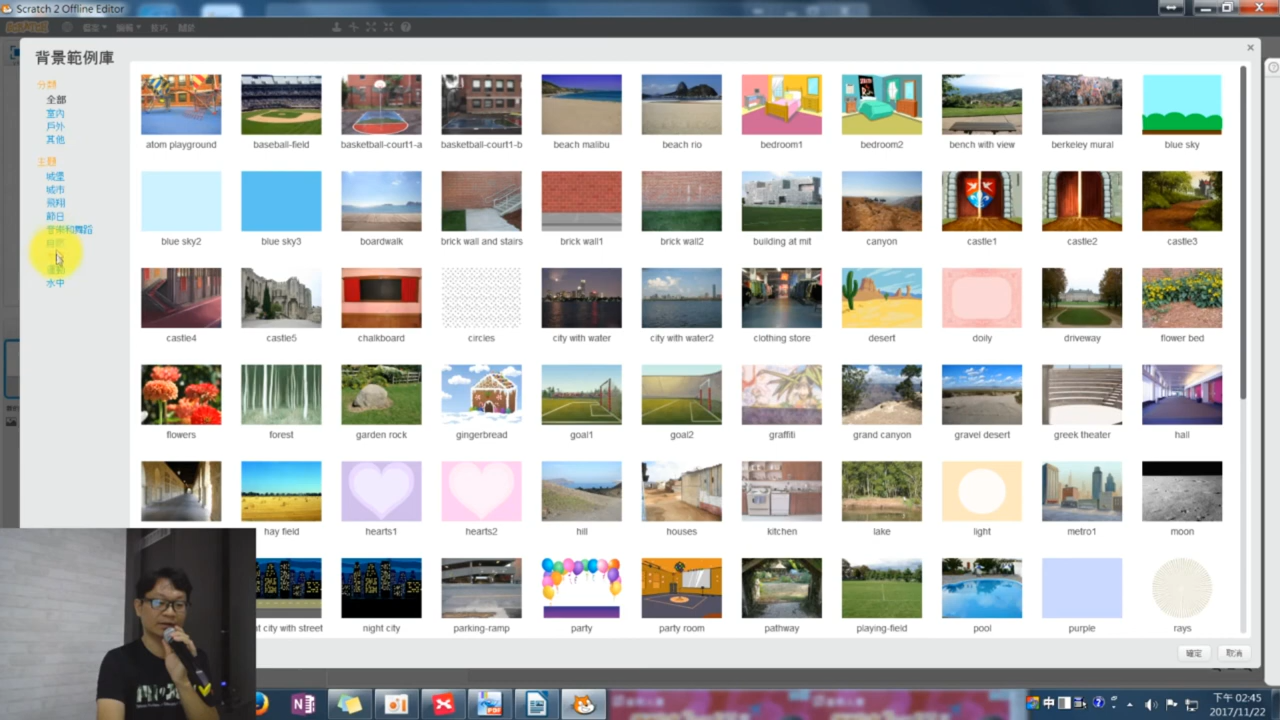 Scratch 2 Offline Editor
SCRATCH
背景範例庫
分類
全部
室內
戶外
其他
主題
城堡
城市
飛翔
節日
音樂和舞蹈
運動
水中
atom playground
baseball-field
basketball-court1-a
basketball-court1-b
beach malibu
beach rio
bedroom1
bedroom2
bench with view
berkeley mural
blue sky
blue sky2
blue sky3
boardwalk
brick wall and stairs
brick wall1
brick wall2
building at mit
canyon
castle1
castle2
castle3
castle4
castle5
chalkboard
circles
city with water
city with water2
clothing store
desert
doily
driveway
flower bed
flowers
forest
garden rock
gingerbread
goal1
goal2
graffiti
grand canyon
gravel desert
greek theater
hall
hay field
hearts1
hearts2
hill
houses
kitchen
lake
light
metro1
moon
city with street
night city
parking-ramp
party
party room
pathway
playing-field
pool
purple
rays
確定
取消
中
下午 02:45
2017/11/22